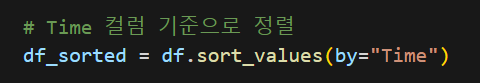 # Time 컬럼 기준으로 정렬
df_sorted = df.sort_values(by="Time")